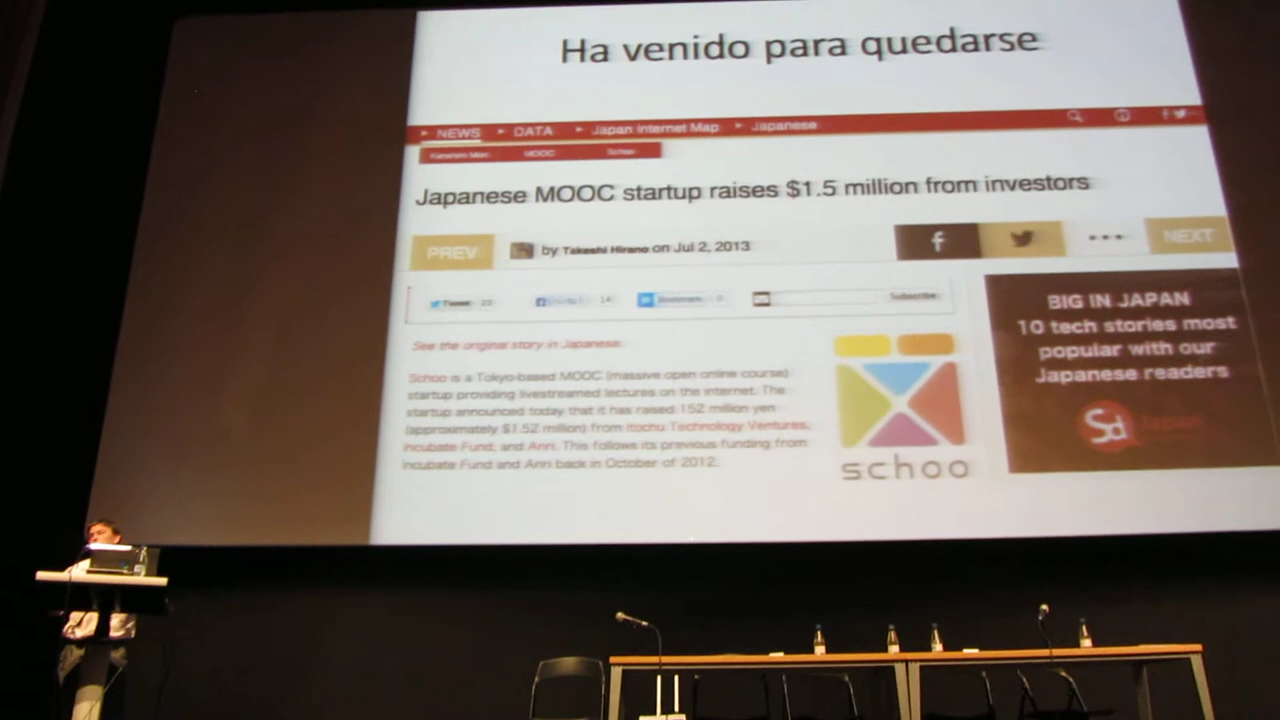 Ha venido para quedarse
NEWS DATA Japan Internet Map Japanese
MOOC Schoo
Japanese MOOC startup raises $1.5 million from investors
PREV by Takeshi Hirano on Jul 2, 2013 f NEXT
Tweet 14 Bookmark 0 Subscribe
See the original story in Japanese.
Schoo is a Tokyo-based MOOC (massive open online course)
startup providing livestreamed lectures on the internet. The
startup announced today that it has raised 152 million yen
(approximately $1.52 million) from Itochu Technology Ventures,
Incubate Fund, and Anri. This follows its previous funding from
Incubate Fund and Anri back in October of 2012.
schoo
BIG IN JAPAN
10 tech stories most
popular with our
Japanese readers
Sd Japan